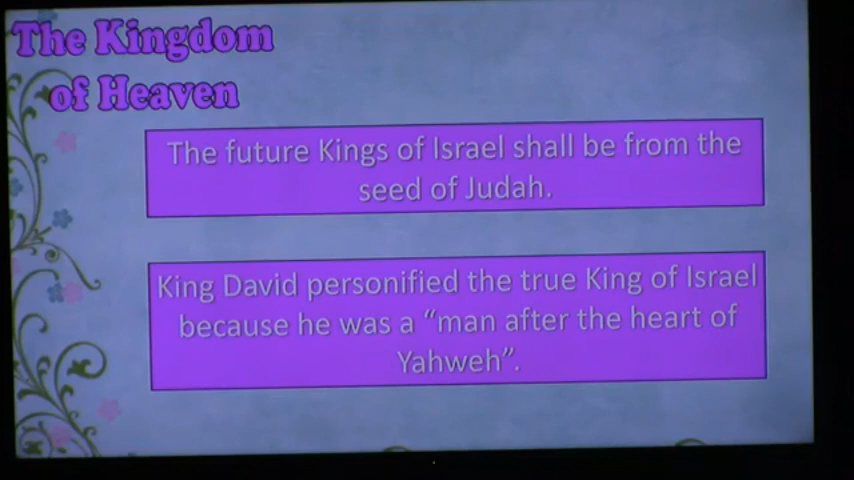 The Kingdom
of Heaven
The future Kings of Israel shall be from the
seed of Judah.
King David personified the true King of Israel
because he was a “man after the heart of
Yahweh”.